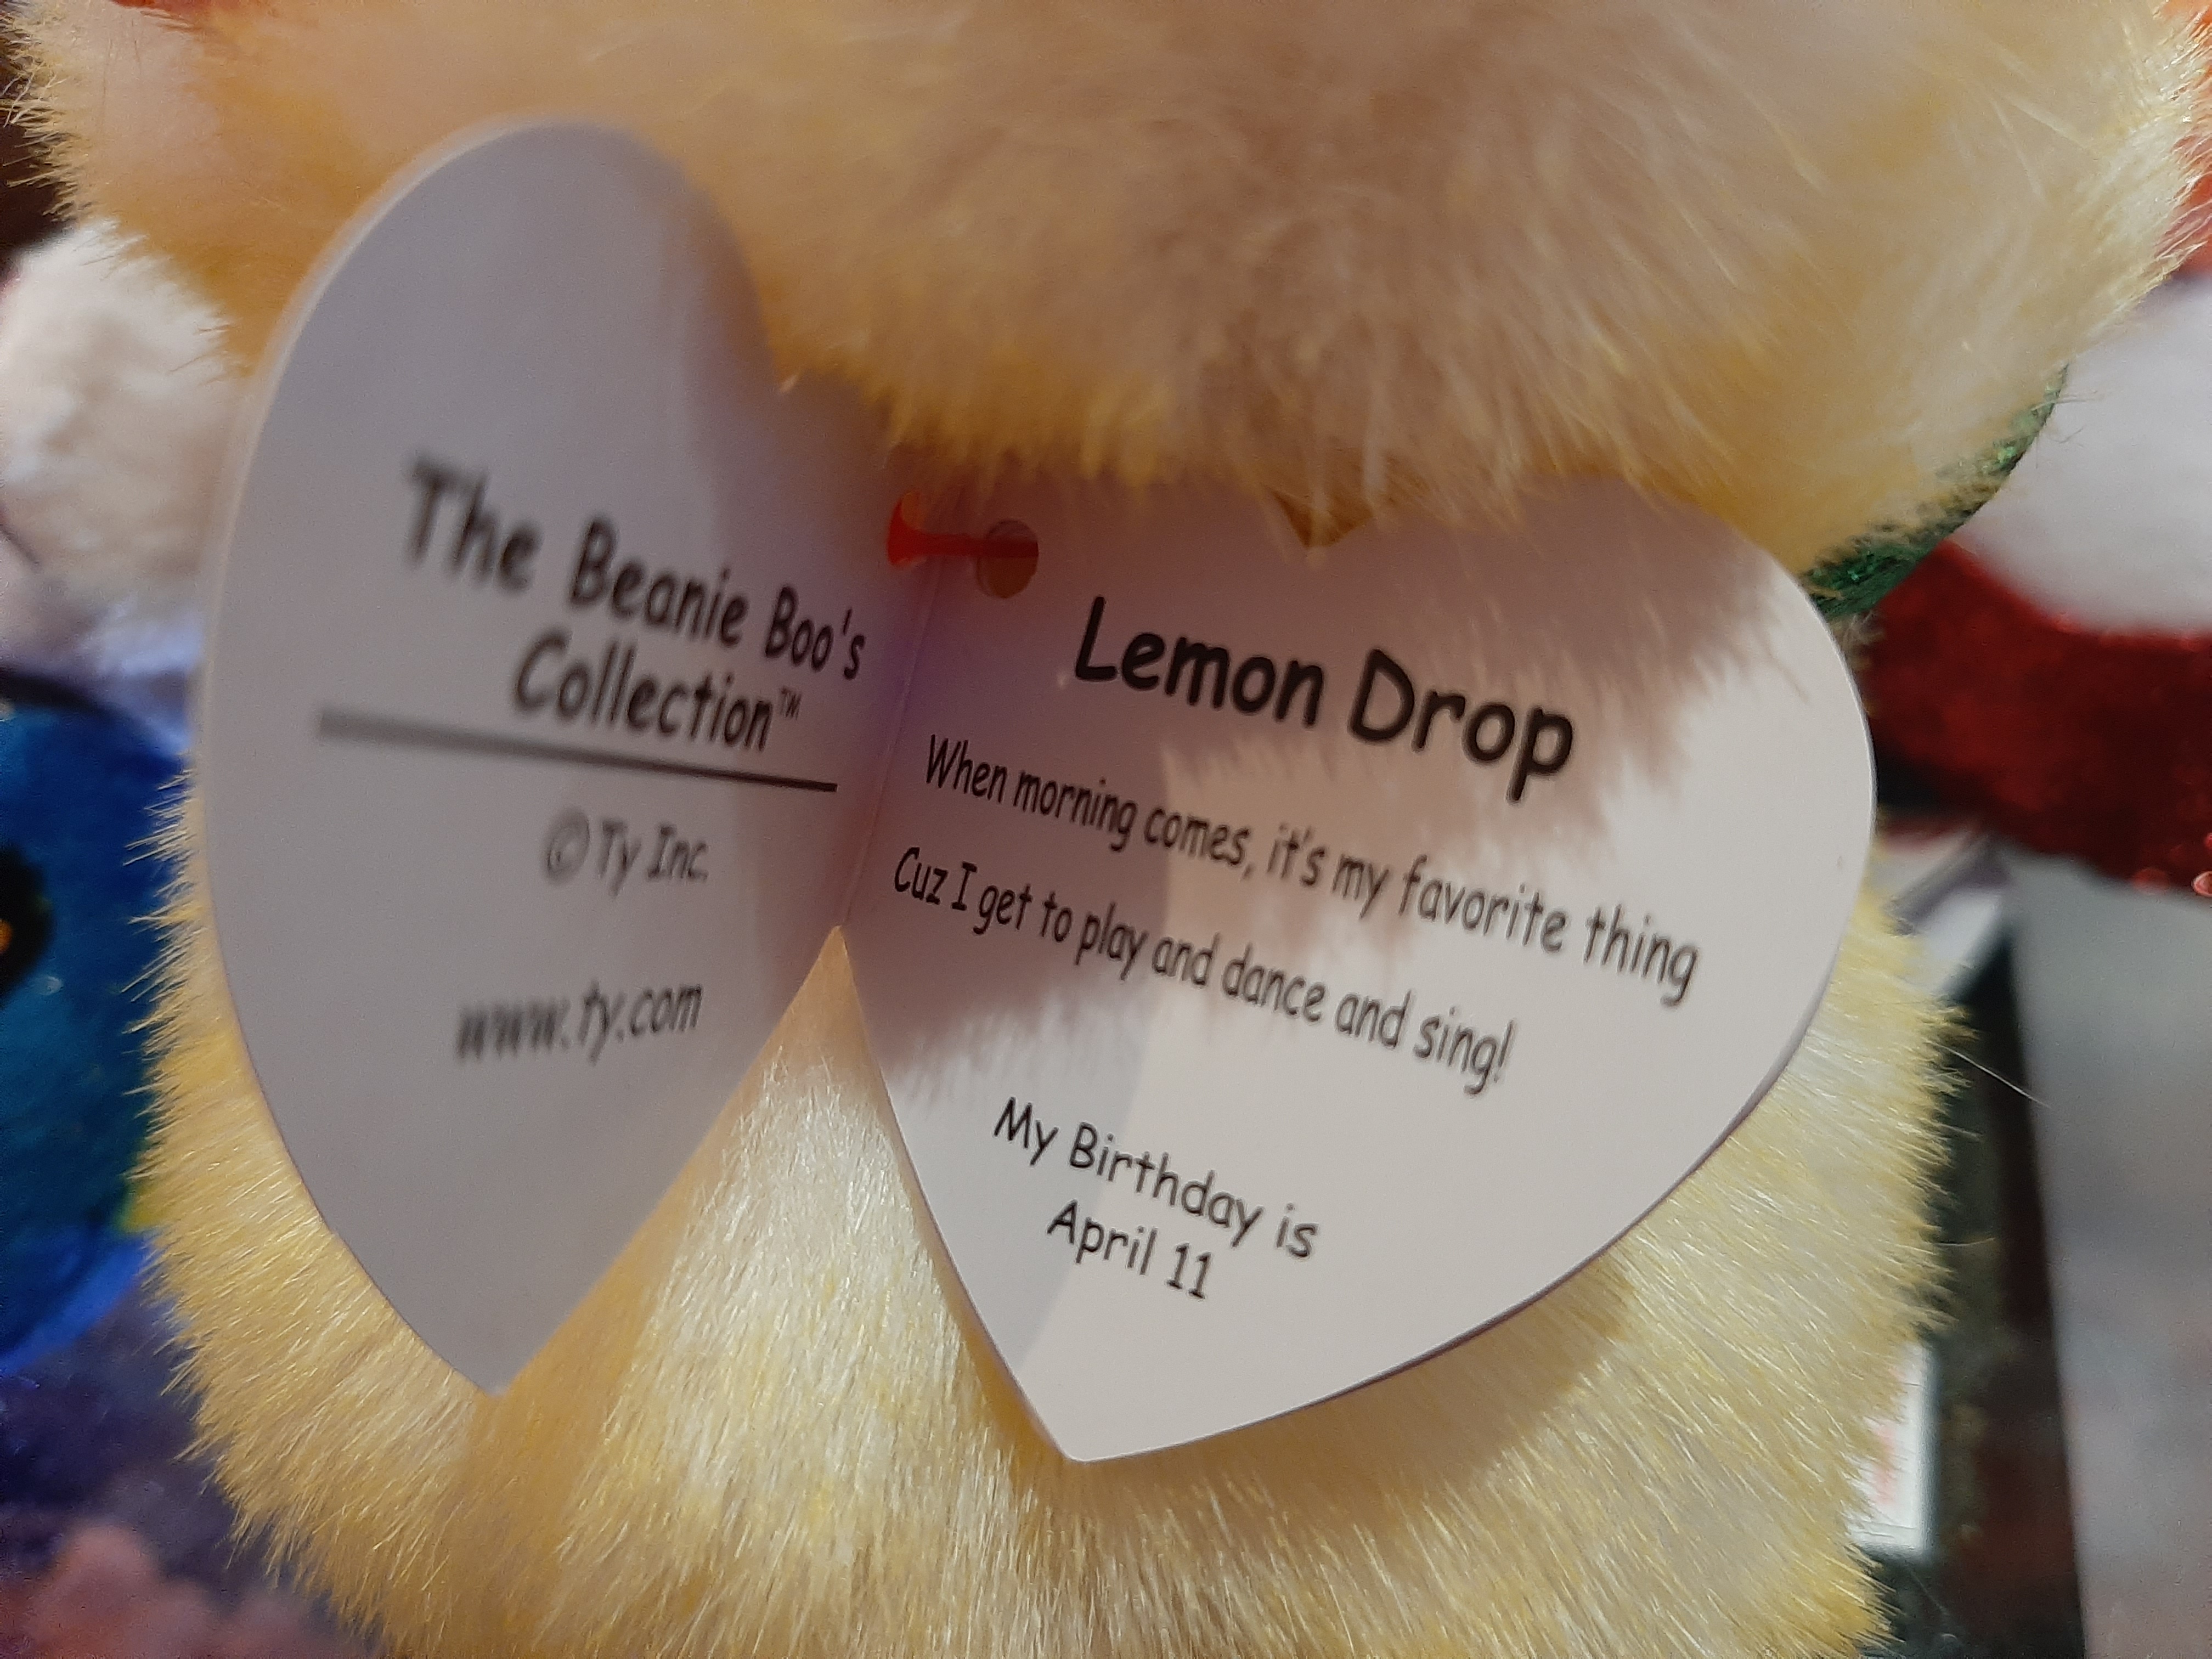 The Beanie Boo's
Collection™
© Ty Inc.
www.ty.com
Lemon Drop
When morning comes, it's my favorite thing
Cuz I get to play and dance and sing!
My Birthday is
April 11